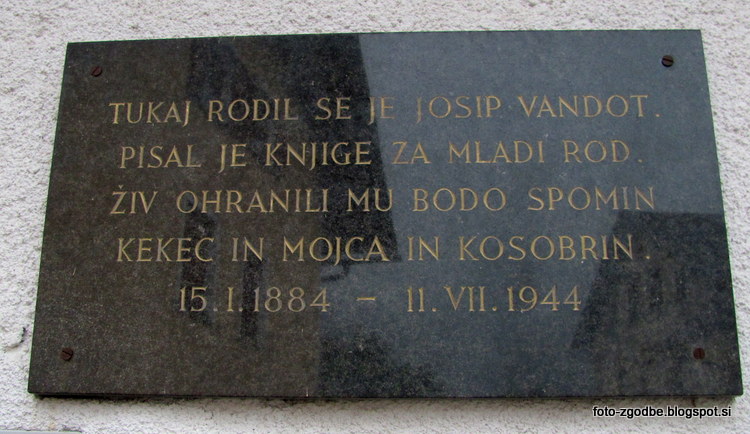 TUKAJ RODIL SE JE JOSIP VANDOT.
PISAL JE KNJIGE ZA MLADI ROD.
ŽIV OHRANILI MU BODO SPOMIN
KEKEC IN MOJCA IN KOSOBRIN.
15.I.1884 – 11.VII.1944
foto-zgodbe.blogspot.si